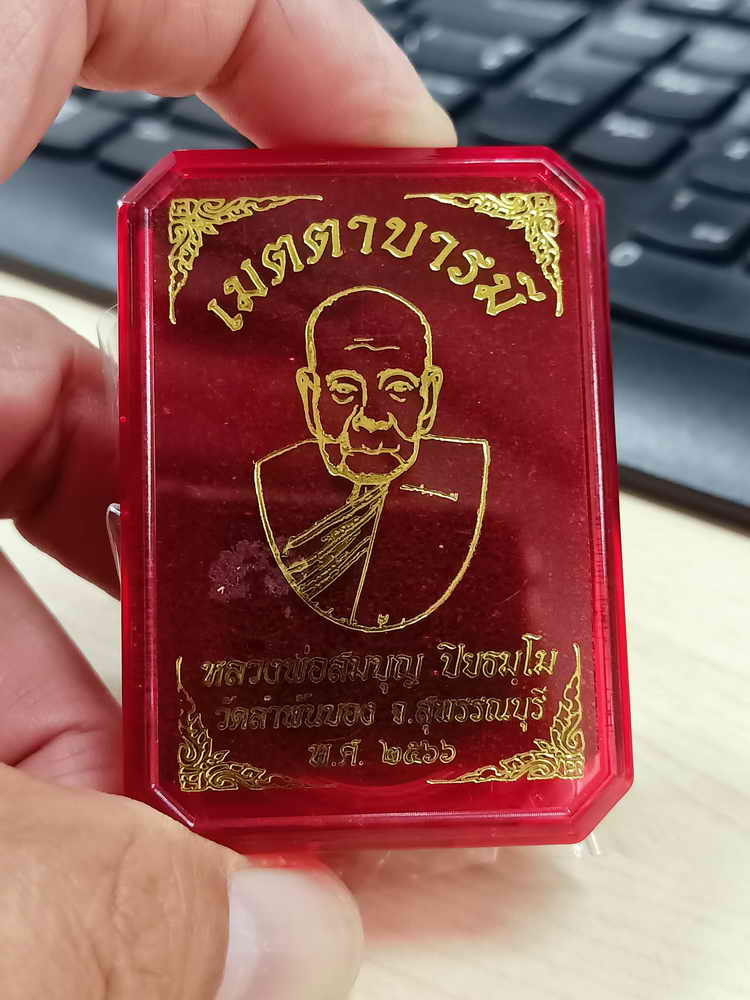 เมตตาบารมี
หลวงพ่อสมบุญ ปิยธมฺโม
วัดลำพันบอง จ.สุพรรณบุรี
พ.ศ. ๒๕๖๖